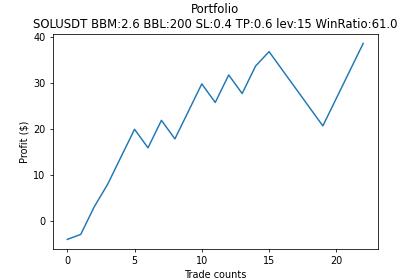 Portfolio
SOLUSDT BBM:2.6 BBL:200 SL:0.4 TP:0.6 lev:15 WinRatio:61.0
40
30
20
10
0
Profit ($)
0 5 10 15 20
Trade counts